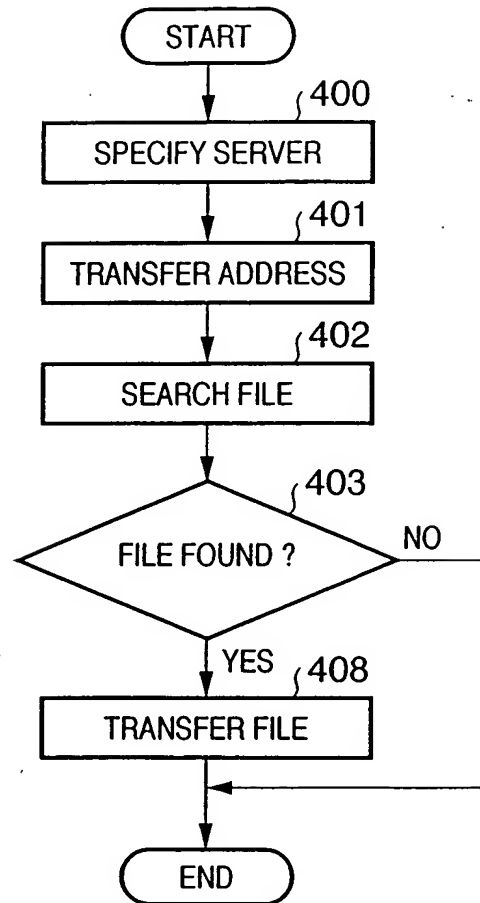 START
400
SPECIFY SERVER
401
TRANSFER ADDRESS
402
SEARCH FILE
403
FILE FOUND ?
NO
YES
408
TRANSFER FILE
END